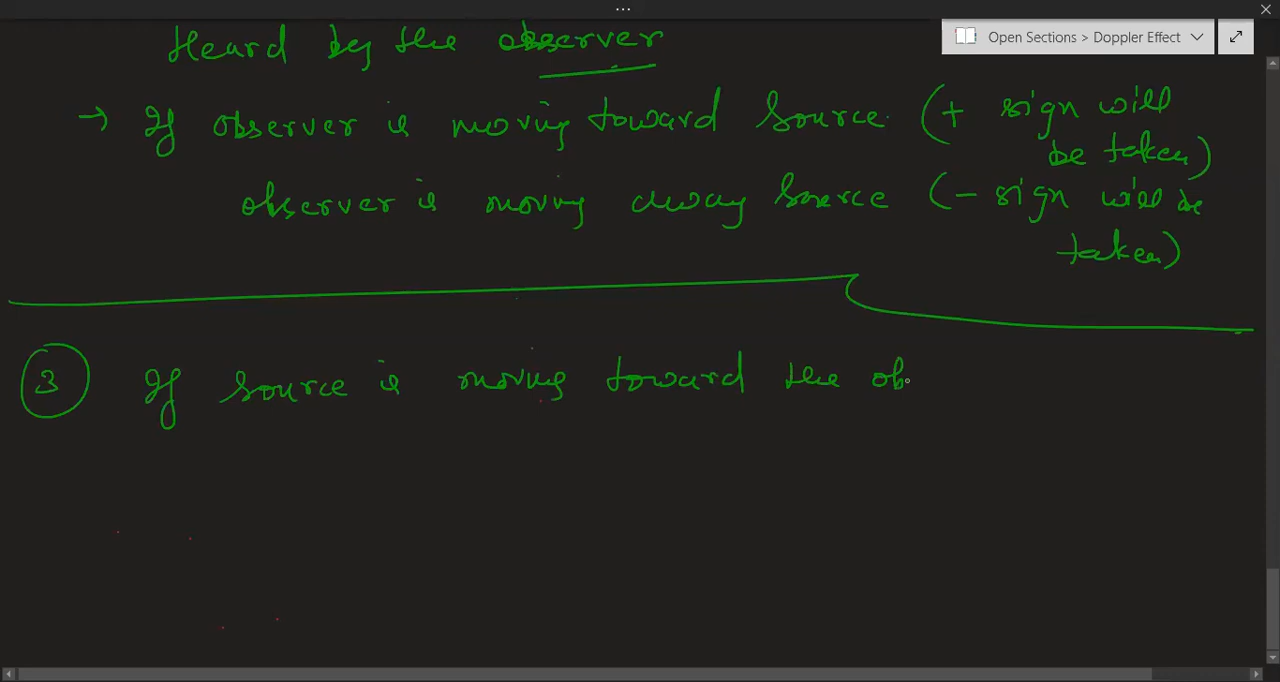 Open Sections > Doppler Effect
Heard by the observer
→ If observer is moving toward source (+ sign will
be taken)
observer is moving away source (- sign will be
taken)
3 If source is moving toward the ob